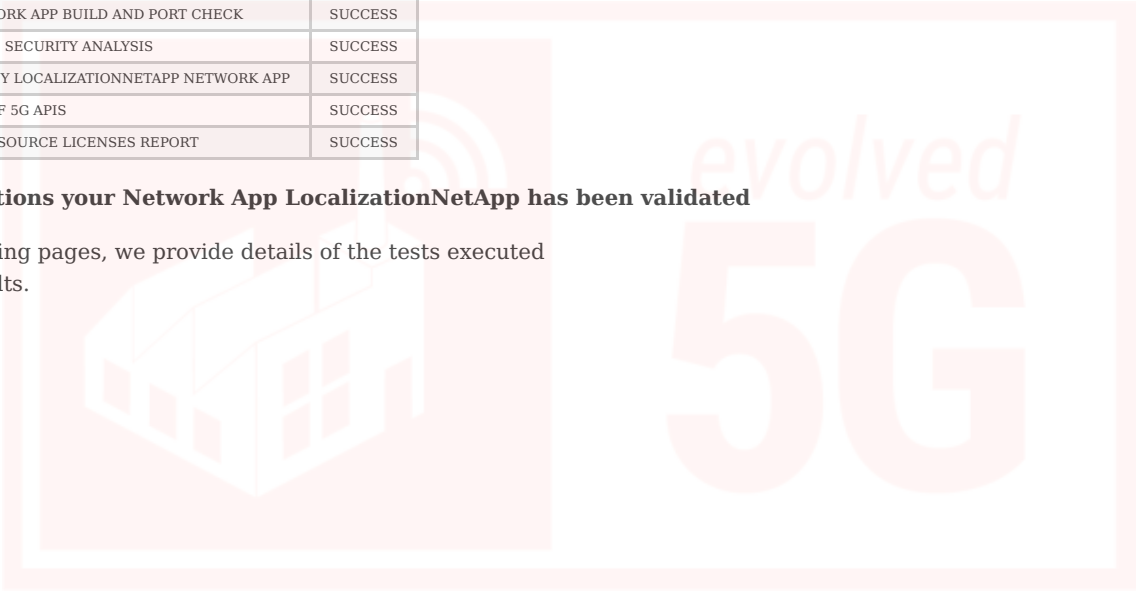 ORK APP BUILD AND PORT CHECK SUCCESS
SECURITY ANALYSIS SUCCESS
Y LOCALIZATIONNETAPP NETWORK APP SUCCESS
F 5G APIS SUCCESS
SOURCE LICENSES REPORT SUCCESS
tions your Network App LocalizationNetApp has been validated
ing pages, we provide details of the tests executed
lts.
evolved
5G